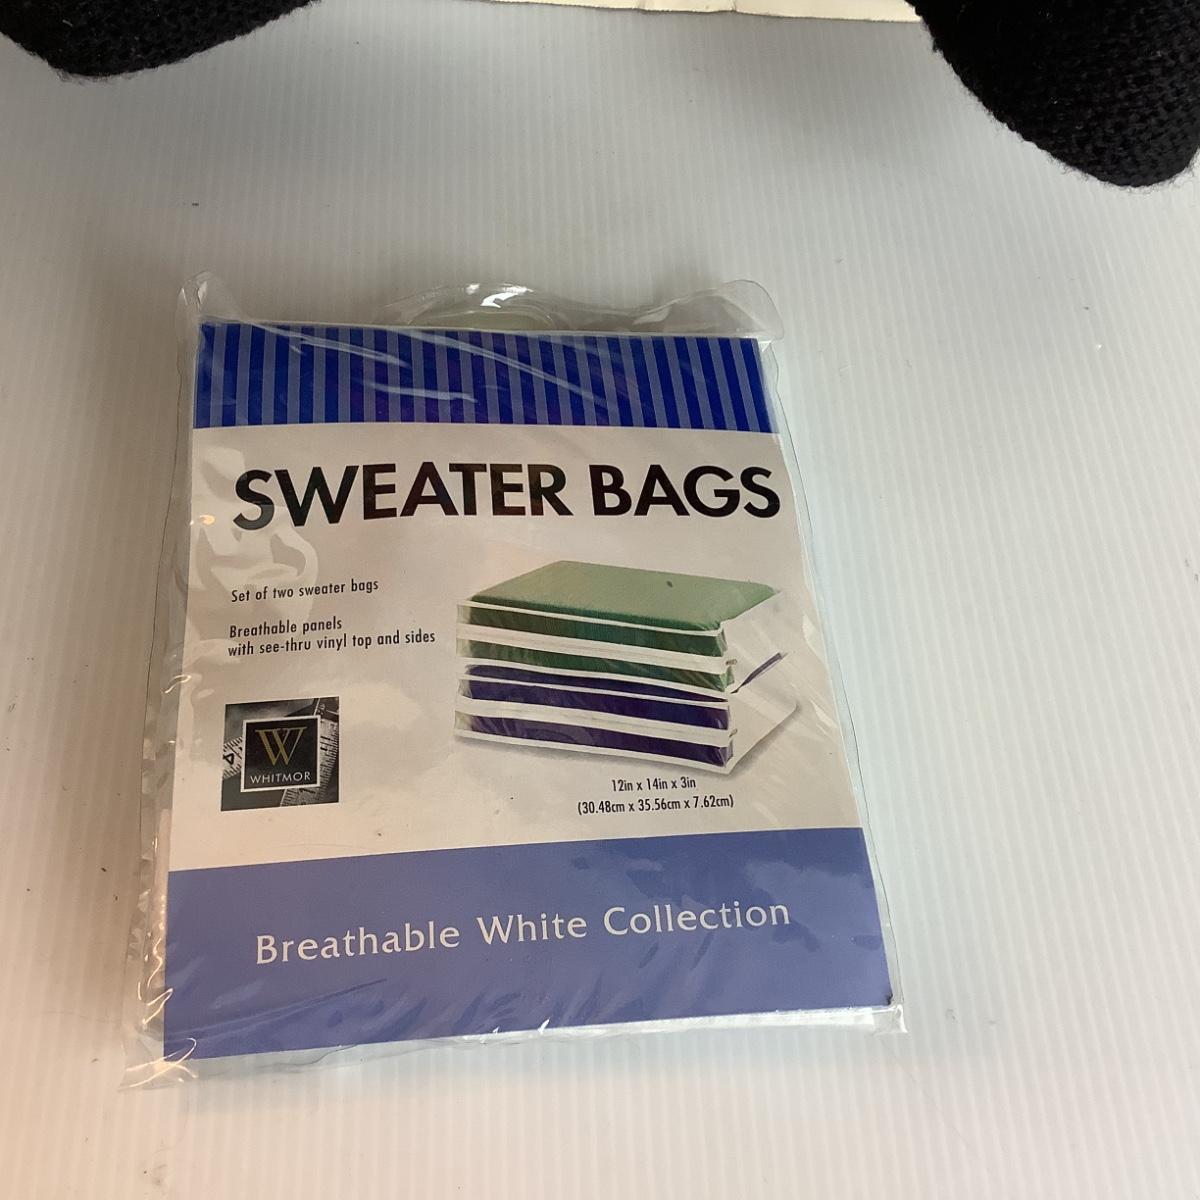 SWEATER BAGS
Set of two sweater bags
Breathable panels
with see-thru vinyl top and sides
W
WHITMOR
12in x 14in x 3in
(30.48cm x 35.56cm x 7.62cm)
Breathable White Collection